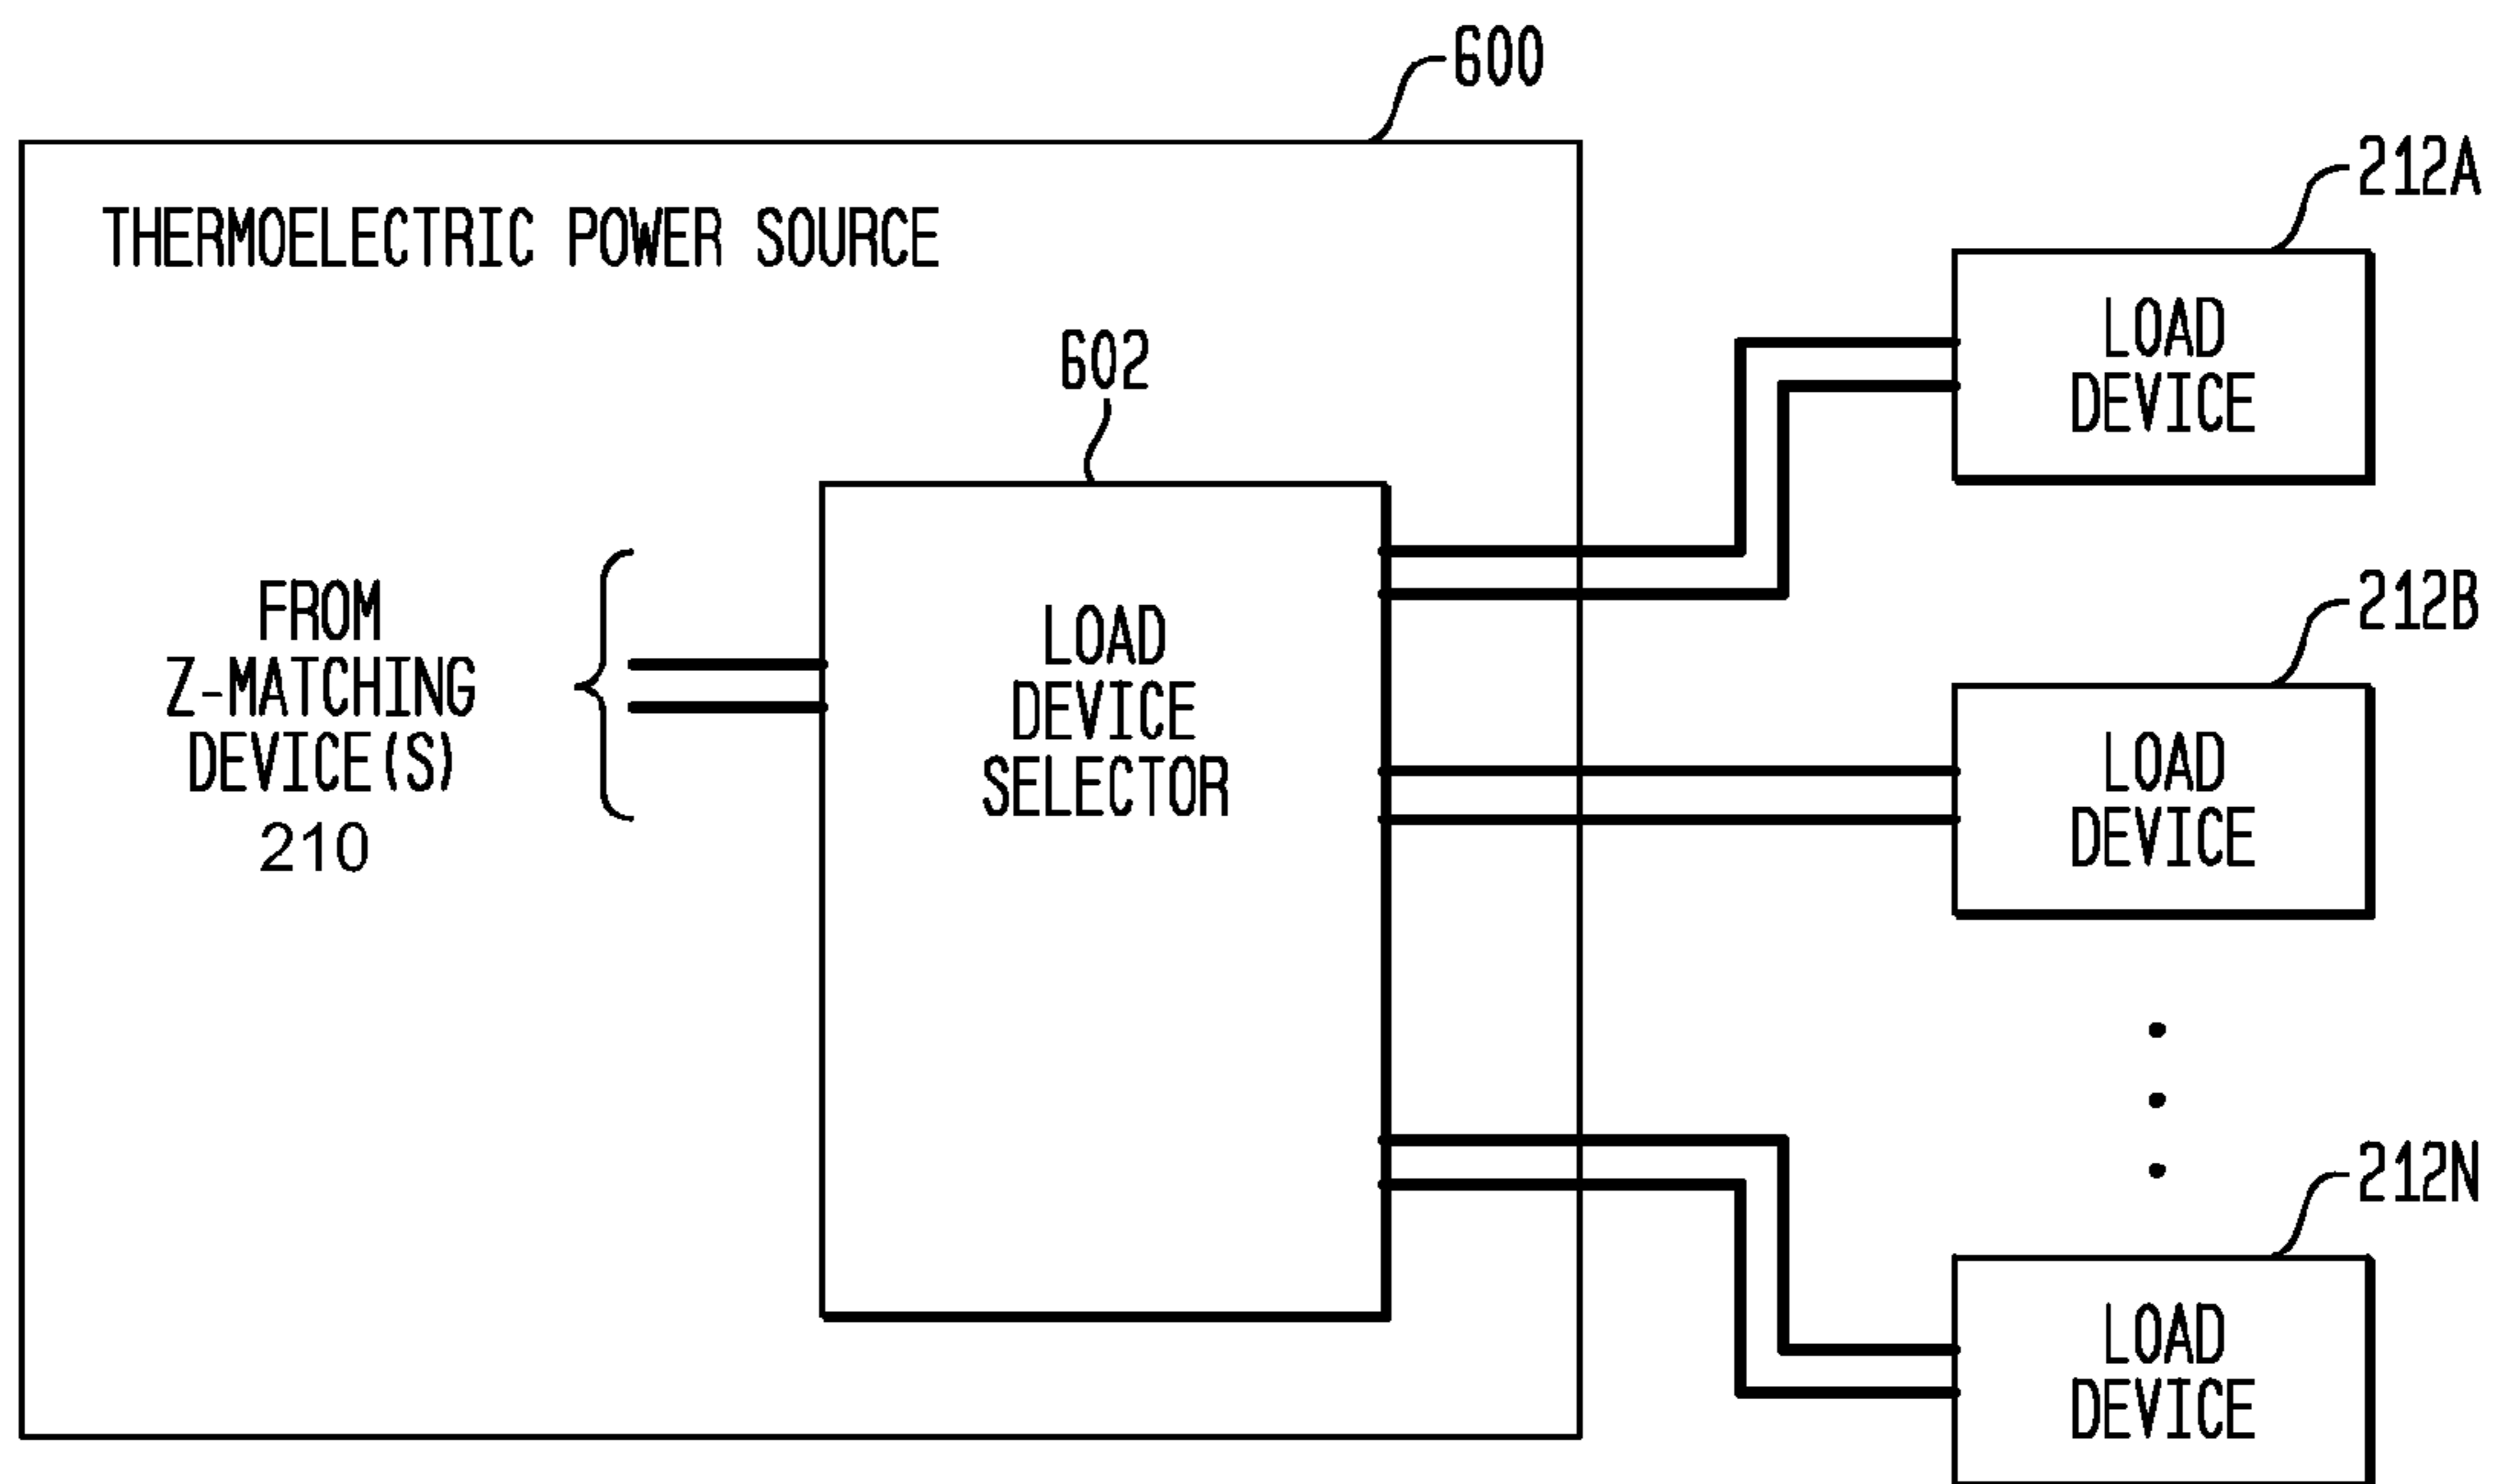 600
THERMOELECTRIC POWER SOURCE
602
FROM
Z-MATCHING
DEVICE(S)
210
LOAD
DEVICE
SELECTOR
212A
LOAD
DEVICE
212B
LOAD
DEVICE
212N
LOAD
DEVICE